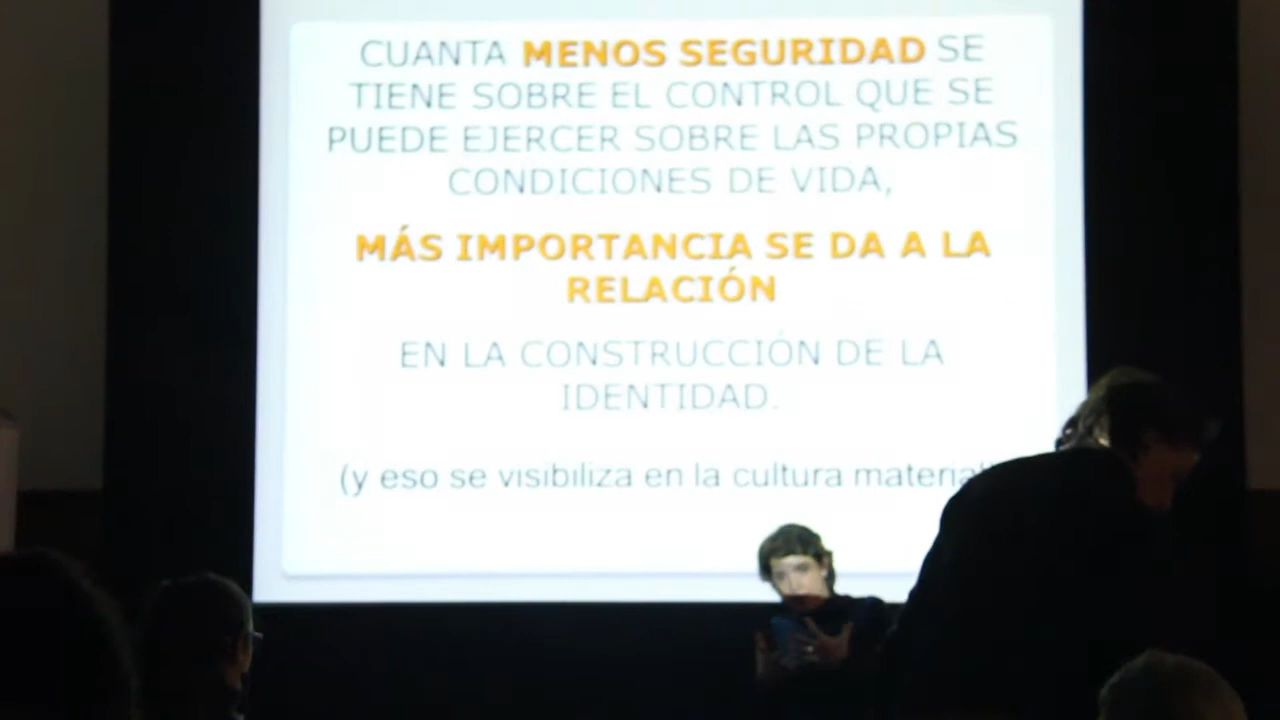 CUANTA MENOS SEGURIDAD SE
TIENE SOBRE EL CONTROL QUE SE
PUEDE EJERCER SOBRE LAS PROPIAS
CONDICIONES DE VIDA,
MÁS IMPORTANCIA SE DA A LA
RELACIÓN
EN LA CONSTRUCCIÓN DE LA
IDENTIDAD.
(y eso se visibiliza en la cultura material